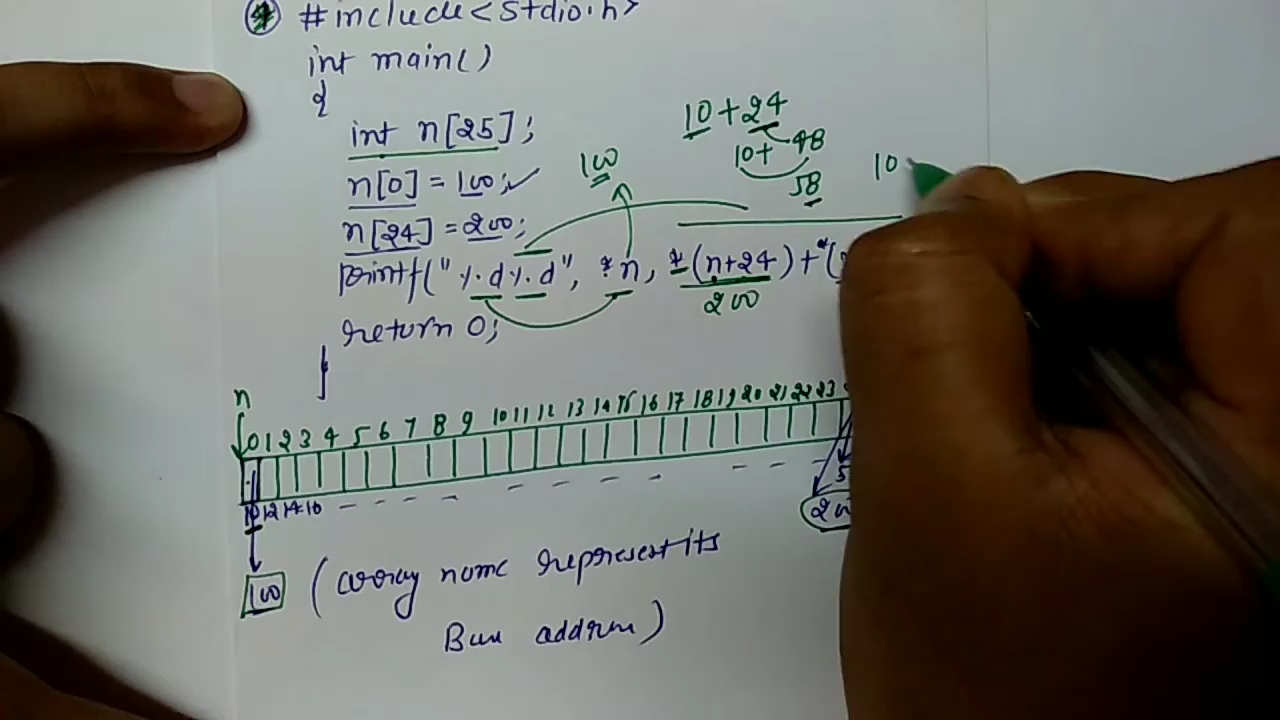 #include<stdio.h>
int main()
{
int n[25];
n[0] = 100;
n[24] = 200;
printf("%d%d", *n, *(n+24)+*(
return 0;
}
100
10+24
48
10+
58
10
200
n
0 1 2 3 4 5 6 7 8 9 10 11 12 13 14 15 16 17 18 19 20 21 22 23
10 12 14 16
100
(array name represent its
Base address)